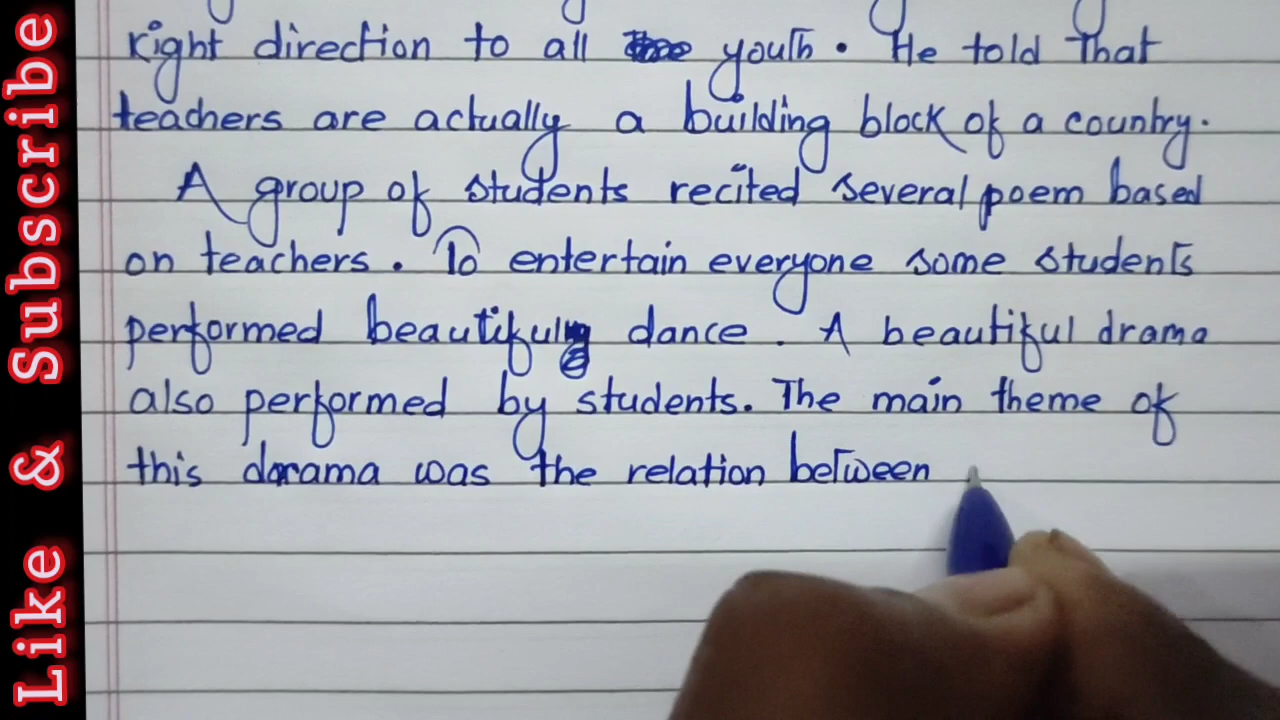 Like & Subscribe
right direction to all youth. He told that
teachers are actually a building block of a country.
A group of students recited several poem based
on teachers. To entertain everyone some students
performed beautiful dance. A beautiful drama
also performed by students. The main theme of
this drama was the relation between